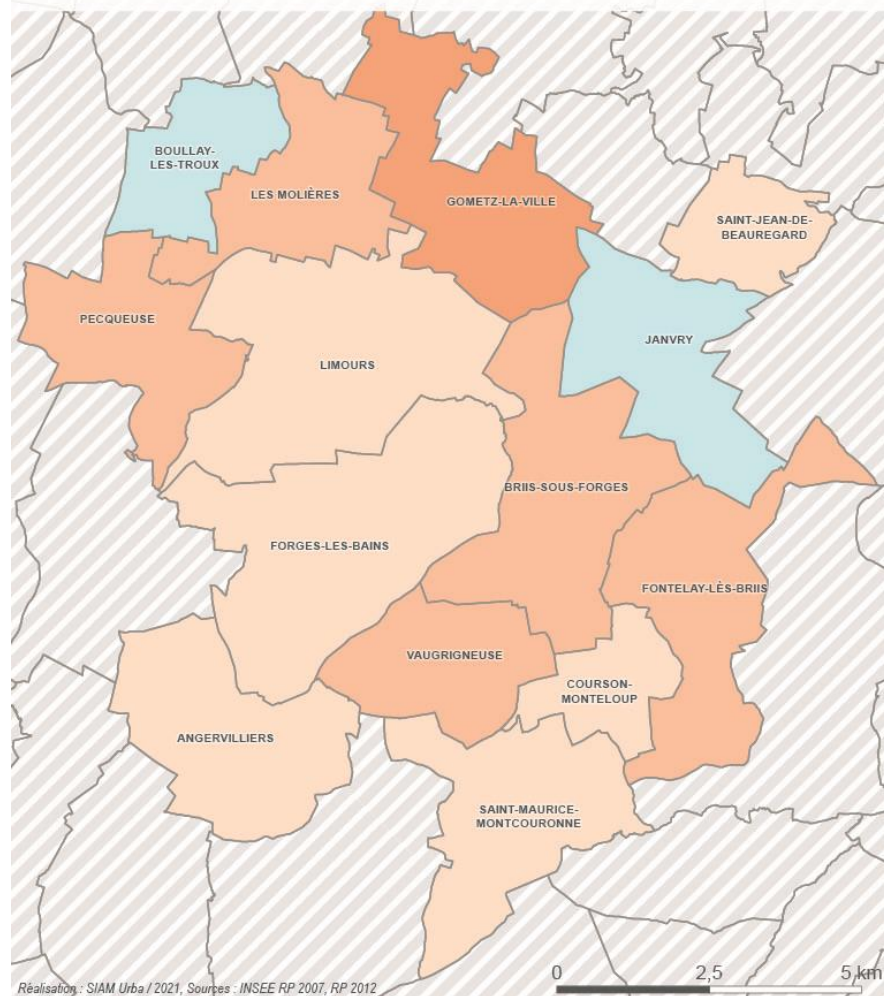 BOULLAY-
LES-TROUX
LES MOLIÈRES
GOMETZ-LA-VILLE
SAINT-JEAN-DE-
BEAUREGARD
PECQUEUSE
LIMOURS
JANVRY
BRIIS-SOUS-FORGES
FORGES-LES-BAINS
FONTELAY-LÈS-BRIIS
VAUGRIGNEUSE
COURSON-
MONTELOUP
ANGERVILLIERS
SAINT-MAURICE-
MONTCOURONNE
0 2,5 5 km
Réalisation : SIAM Urba / 2021, Sources : INSEE RP 2007, RP 2012